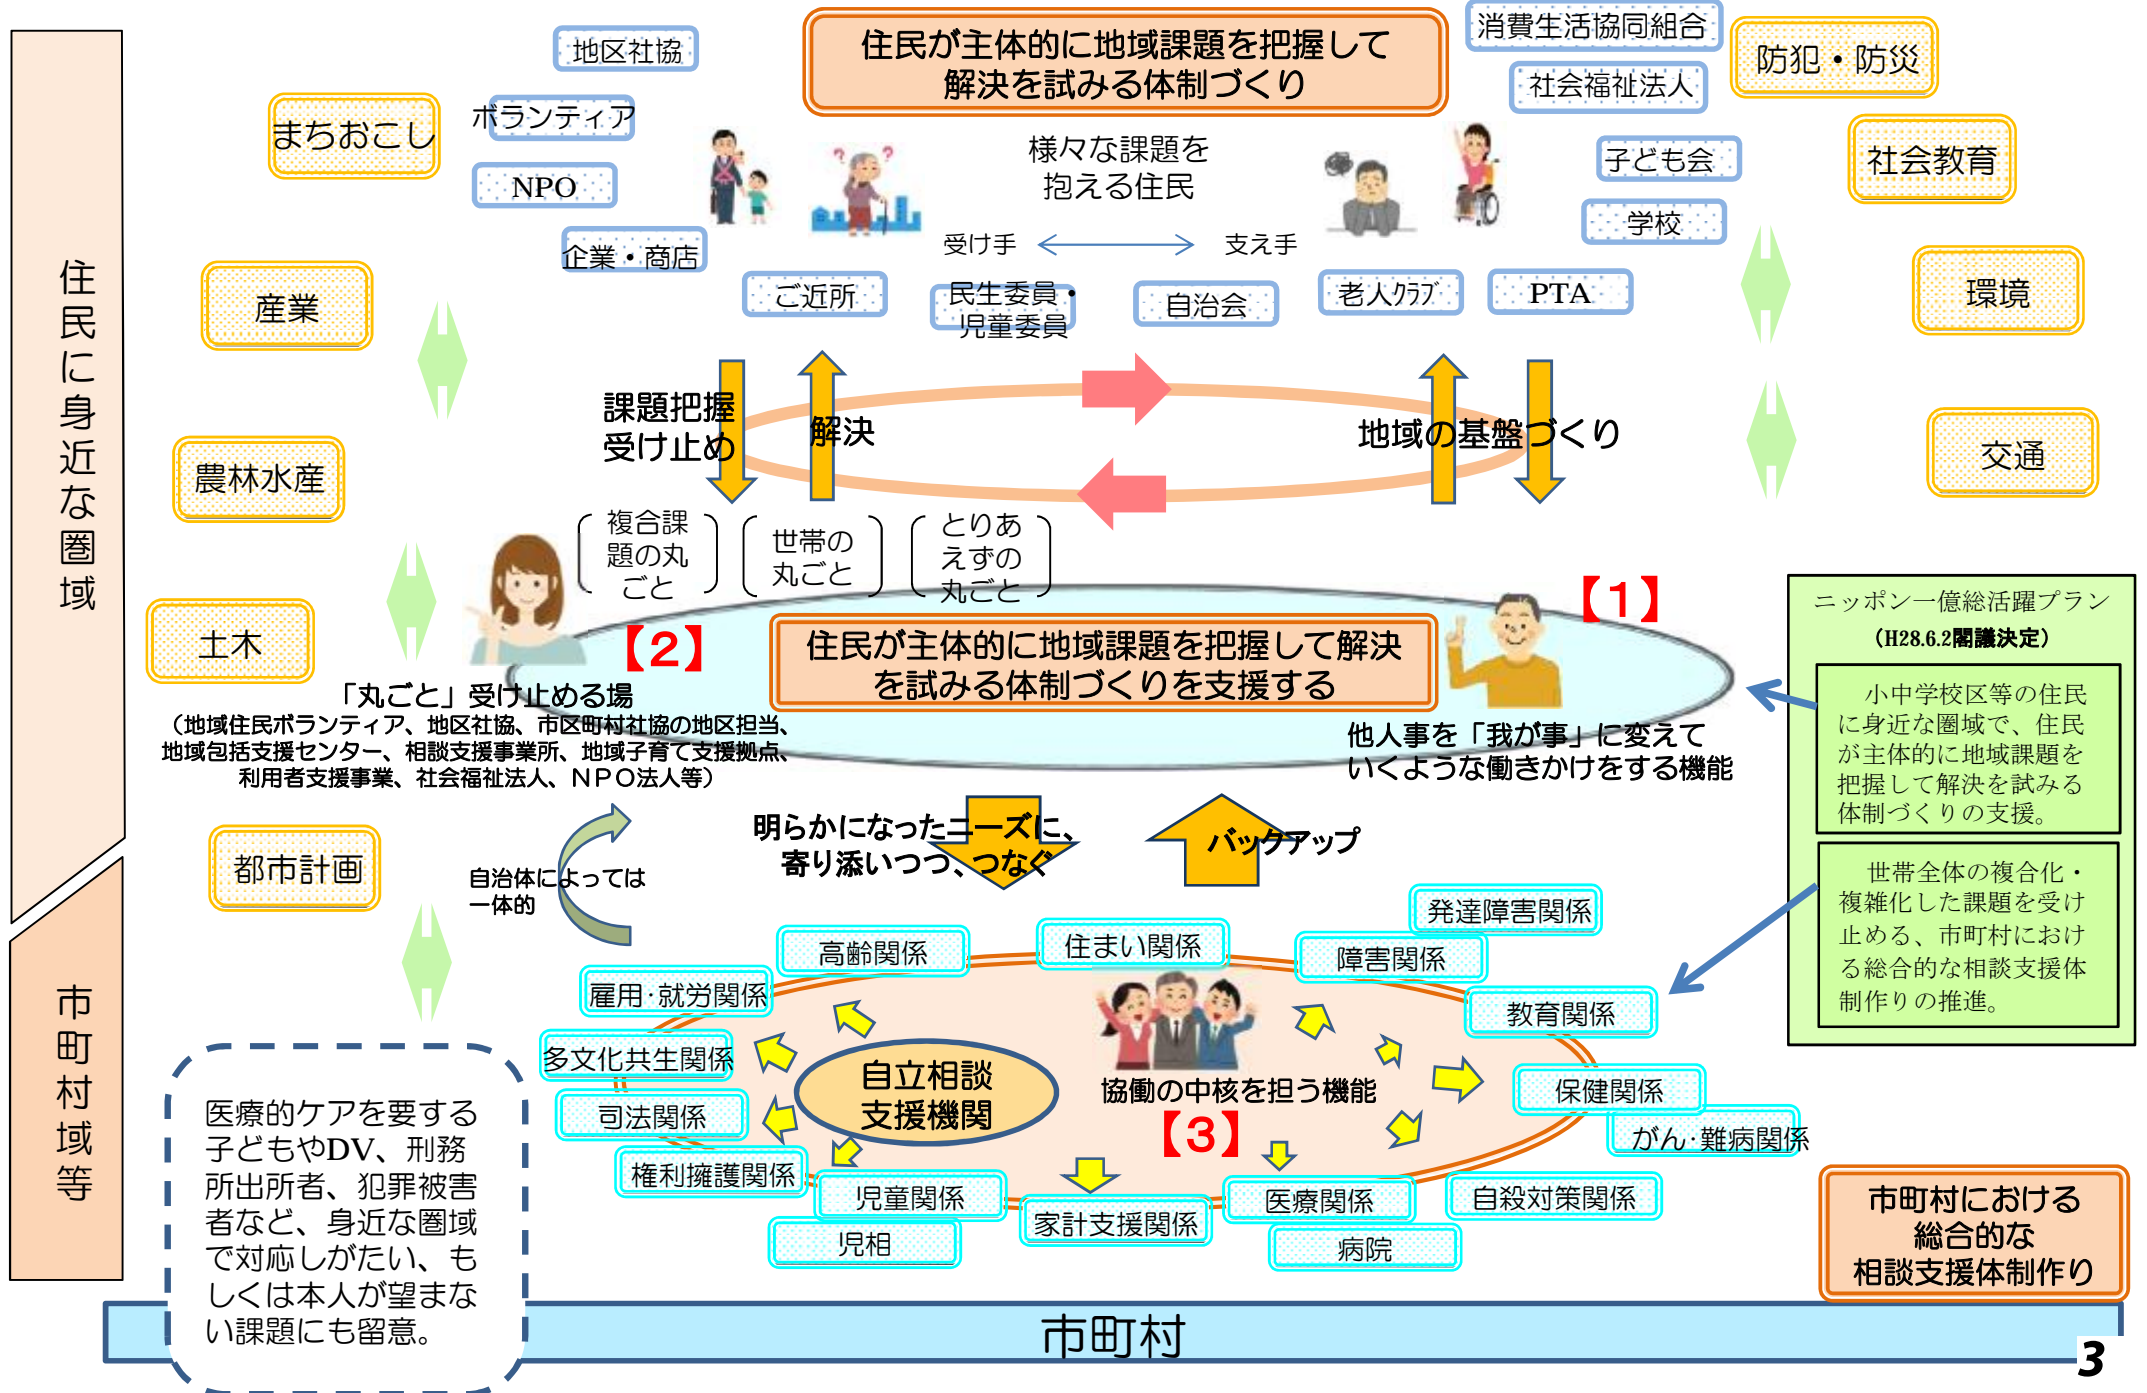 住民が主体的に地域課題を把握して
解決を試みる体制づくり
地区社協
ボランティア
NPO
企業・商店
まちおこし
消費生活協同組合
社会福祉法人
防犯・防災
子ども会
学校
社会教育
様々な課題を
抱える住民
受け手
支え手
ご近所
民生委員・
児童委員
自治会
老人クラブ
PTA
産業
環境
農林水産
交通
土木
都市計画
住民に身近な圏域
課題把握
受け止め
解決
地域の基盤づくり
複合課
題の丸
ごと
世帯の
丸ごと
とりあ
えずの
丸ごと
【1】
【2】
住民が主体的に地域課題を把握して解決
を試みる体制づくりを支援する
「丸ごと」受け止める場
(地域住民ボランティア、地区社協、市区町村社協の地区担当、
地域包括支援センター、相談支援事業所、地域子育て支援拠点、
利用者支援事業、社会福祉法人、NPO法人等)
他人事を「我が事」に変えて
いくような働きかけをする機能
ニッポン一億総活躍プラン
(H28.6.2閣議決定)
小中学校区等の住民
に身近な圏域で、住民
が主体的に地域課題を
把握して解決を試みる
体制づくりの支援。
世帯全体の複合化・
複雑化した課題を受け
止める、市町村におけ
る総合的な相談支援体
制作りの推進。
明らかになったニーズに、
寄り添いつつ、つなぐ
バックアップ
自治体によっては
一体的
市町村域等
発達障害関係
高齢関係
住まい関係
障害関係
雇用・就労関係
教育関係
多文化共生関係
自立相談
支援機関
協働の中核を担う機能
【3】
保健関係
司法関係
がん・難病関係
権利擁護関係
児童関係
児相
家計支援関係
医療関係
病院
自殺対策関係
医療的ケアを要する
子どもやDV、刑務
所出所者、犯罪被害
者など、身近な圏域
で対応しがたい、も
しくは本人が望まな
い課題にも留意。
市町村における
総合的な
相談支援体制作り
市町村
3